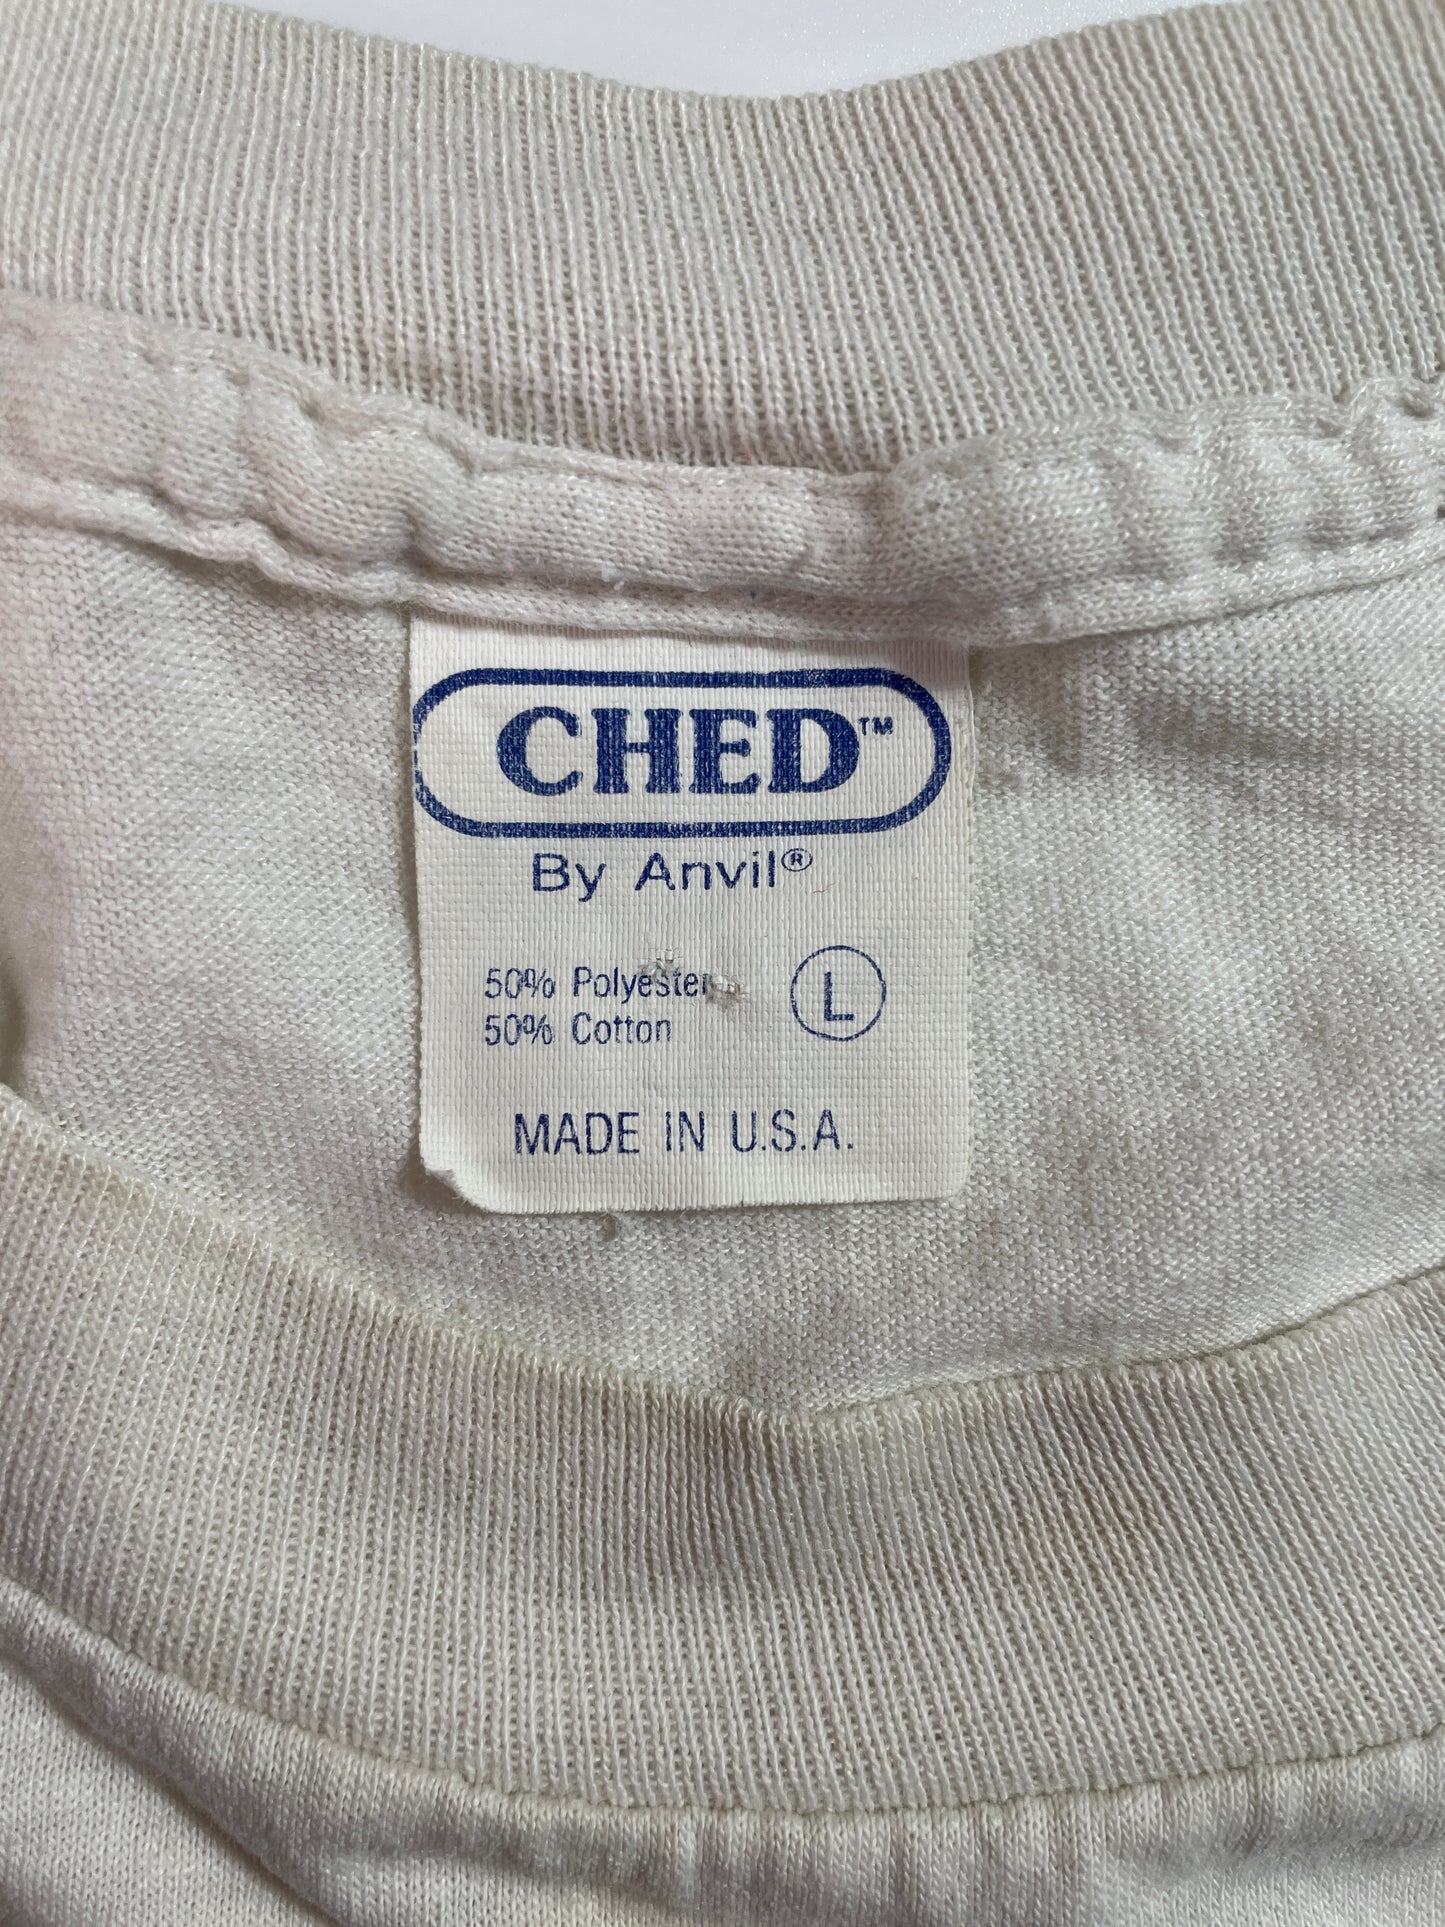 CHED™
By Anvil®
50% Polyester
50% Cotton
L
MADE IN U.S.A.